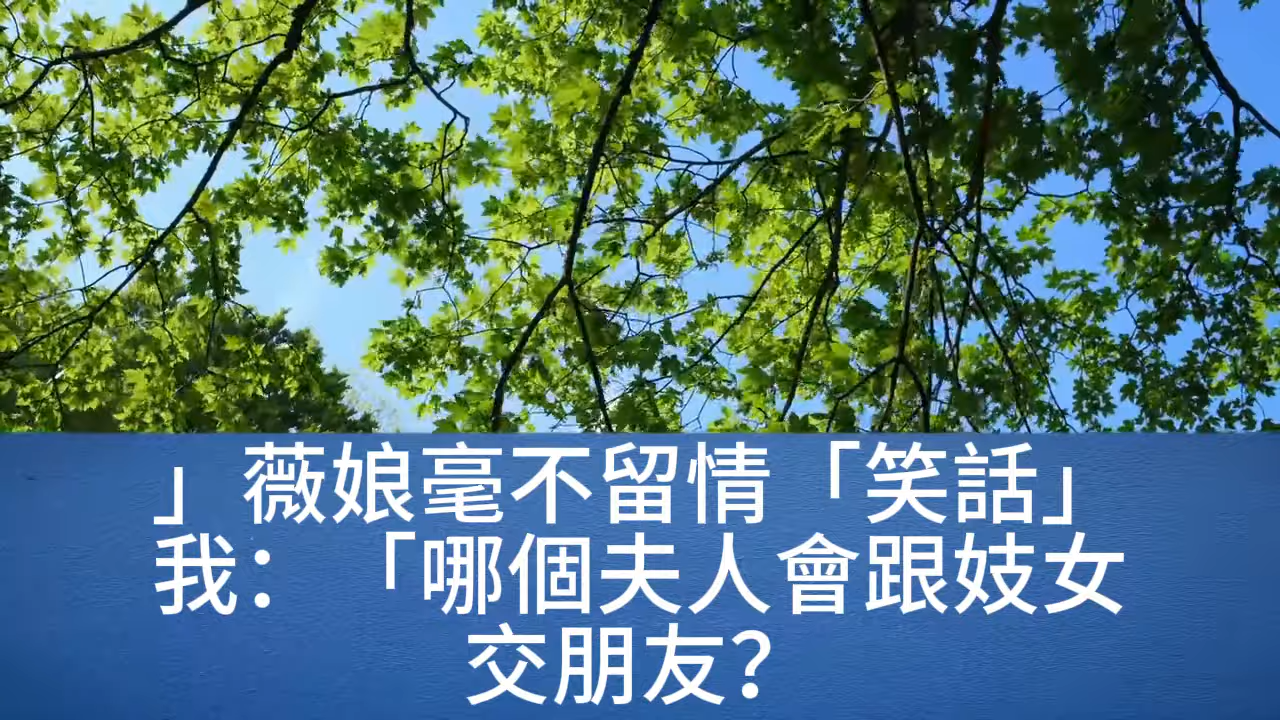 」薇娘毫不留情「笑話」
我：「哪個夫人會跟妓女
交朋友？